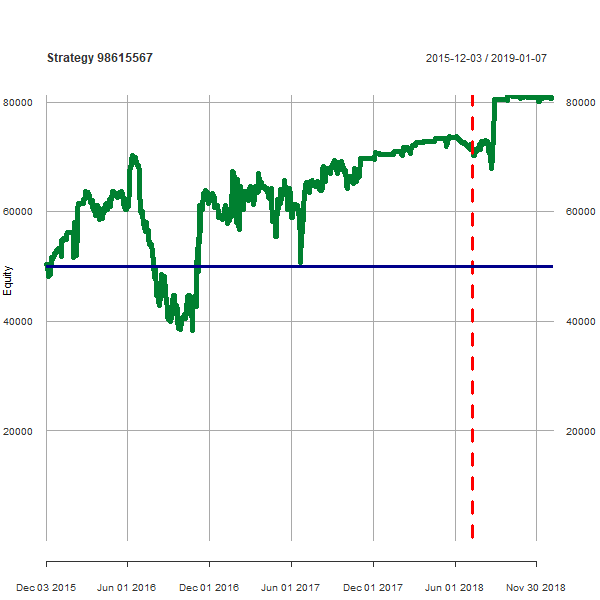 Strategy 98615567
2015-12-03 / 2019-01-07
80000 80000
60000 60000
Equity
40000 40000
20000 20000
Dec 03 2015 Jun 01 2016 Dec 01 2016 Jun 01 2017 Dec 01 2017 Jun 01 2018 Nov 30 2018